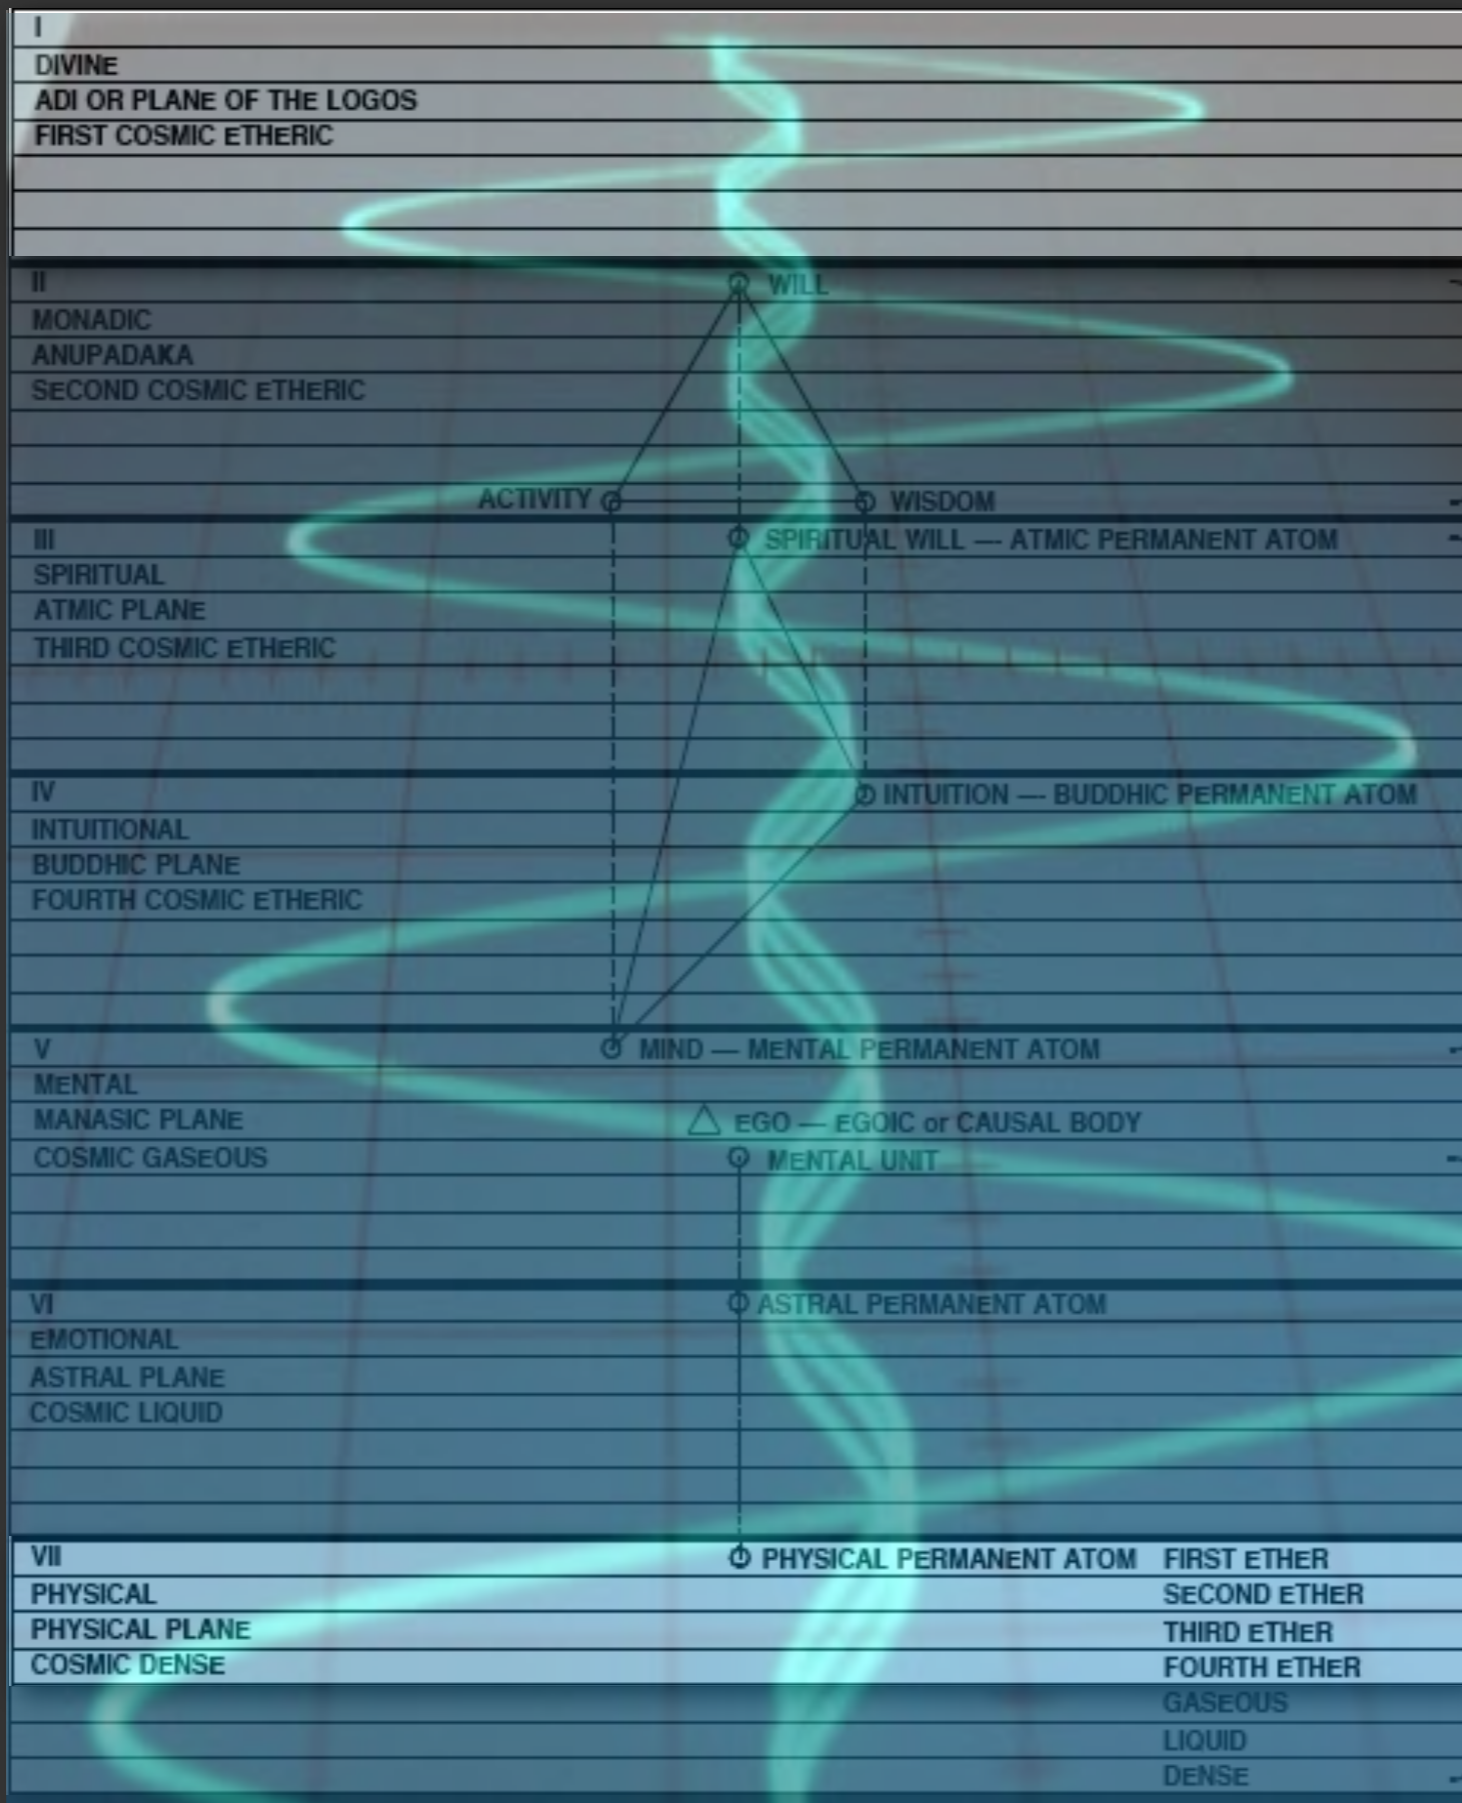 I
DIVINE
ADI OR PLANE OF THE LOGOS
FIRST COSMIC ETHERIC
II
WILL
MONADIC
ANUPADAKA
SECOND COSMIC ETHERIC
ACTIVITY WISDOM
III
SPIRITUAL WILL — ATMIC PERMANENT ATOM
SPIRITUAL
ATMIC PLANE
THIRD COSMIC ETHERIC
IV
INTUITION — BUDDHIC PERMANENT ATOM
INTUITIONAL
BUDDHIC PLANE
FOURTH COSMIC ETHERIC
V
MIND — MENTAL PERMANENT ATOM
MENTAL
MANASIC PLANE
EGO — EGOIC or CAUSAL BODY
COSMIC GASEOUS
MENTAL UNIT
VI
ASTRAL PERMANENT ATOM
EMOTIONAL
ASTRAL PLANE
COSMIC LIQUID
VII
PHYSICAL PERMANENT ATOM FIRST ETHER
PHYSICAL
SECOND ETHER
PHYSICAL PLANE
THIRD ETHER
COSMIC DENSE
FOURTH ETHER
GASEOUS
LIQUID
DENSE